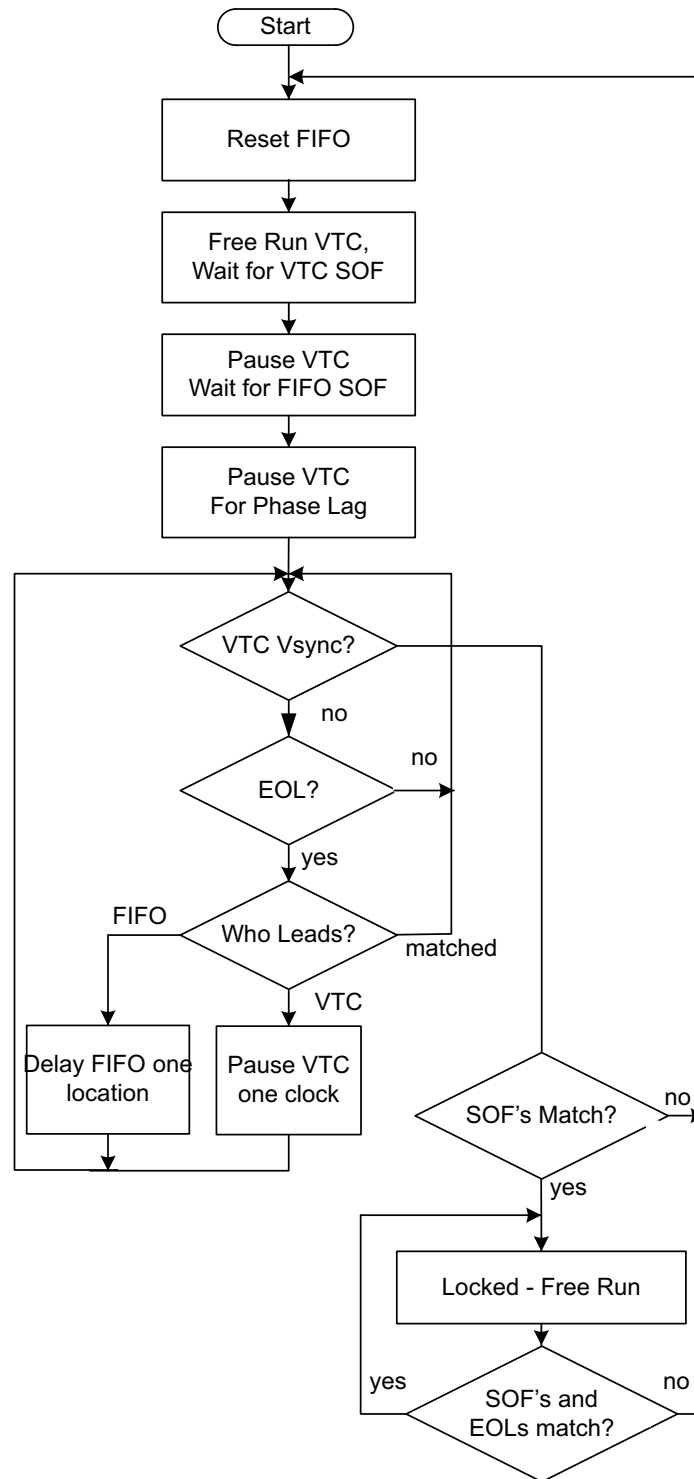 Start
Reset FIFO
Free Run VTC,
Wait for VTC SOF
Pause VTC
Wait for FIFO SOF
Pause VTC
For Phase Lag
VTC Vsync?
no
no
EOL?
yes
FIFO
Who Leads?
matched
VTC
Delay FIFO one
location
Pause VTC
one clock
SOF's Match?
no
yes
Locked - Free Run
yes
no
SOF's and
EOLs match?